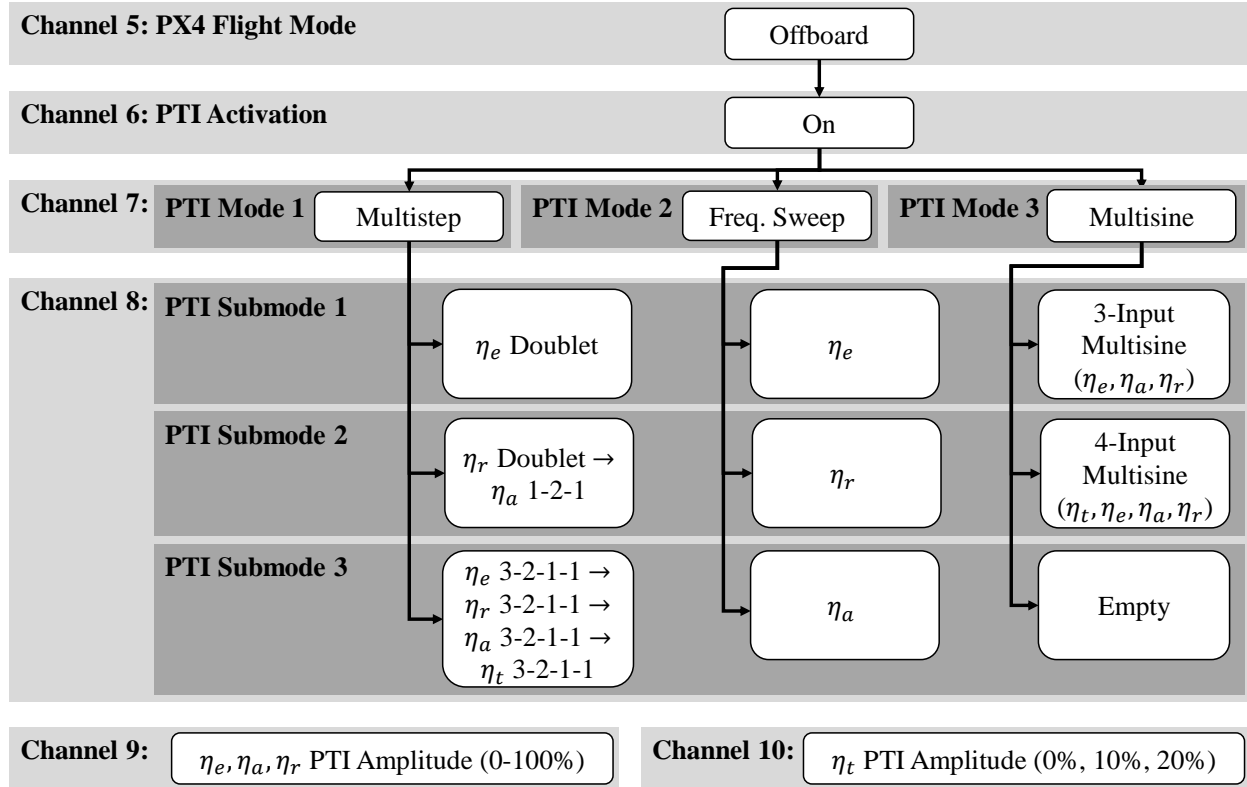 Channel 5: PX4 Flight Mode
Offboard
Channel 6: PTI Activation
On
Channel 7:
PTI Mode 1
Multistep
PTI Mode 2
Freq. Sweep
PTI Mode 3
Multisine
Channel 8:
PTI Submode 1
η_e Doublet
η_e
3-Input
Multisine
(η_e, η_a, η_r)
PTI Submode 2
η_r Doublet →
η_a 1-2-1
η_r
4-Input
Multisine
(η_t, η_e, η_a, η_r)
PTI Submode 3
η_e 3-2-1-1 →
η_r 3-2-1-1 →
η_a 3-2-1-1 →
η_t 3-2-1-1
η_a
Empty
Channel 9:
η_e, η_a, η_r PTI Amplitude (0-100%)
Channel 10:
η_t PTI Amplitude (0%, 10%, 20%)